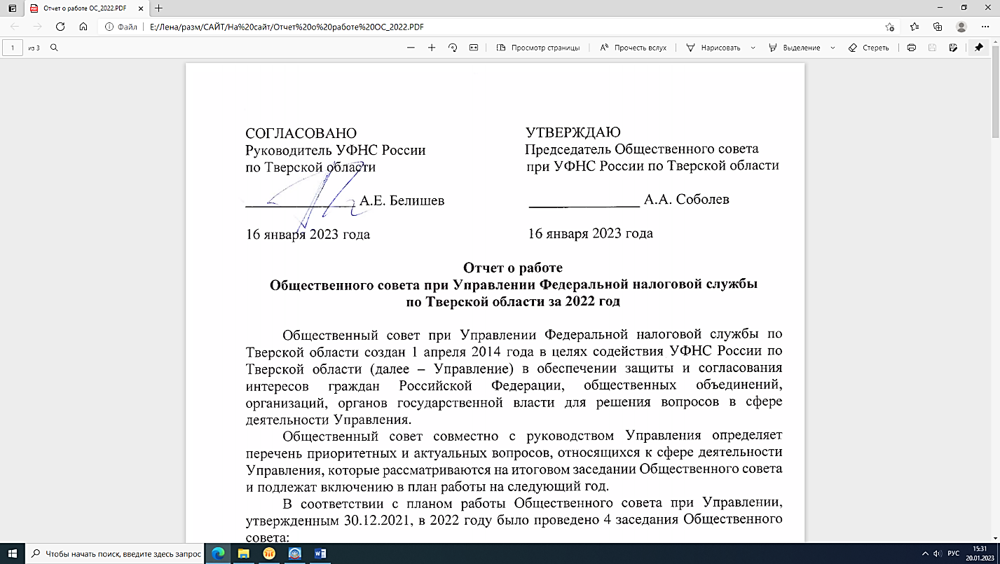 Отчет о работе ОС_2022.PDF
Файл E:/Лена/разм/САЙТ/На%20сайт/Отчет%20о%20работе%20ОС_2022.PDF
1 из 3 Просмотр страницы Прочесть вслух Нарисовать Выделение Стереть
СОГЛАСОВАНО
Руководитель УФНС России
по Тверской области
А.Е. Белишев
16 января 2023 года
УТВЕРЖДАЮ
Председатель Общественного совета
при УФНС России по Тверской области
А.А. Соболев
16 января 2023 года
Отчет о работе
Общественного совета при Управлении Федеральной налоговой службы
по Тверской области за 2022 год
Общественный совет при Управлении Федеральной налоговой службы по
Тверской области создан 1 апреля 2014 года в целях содействия УФНС России по
Тверской области (далее – Управление) в обеспечении защиты и согласования
интересов граждан Российской Федерации, общественных объединений,
организаций, органов государственной власти для решения вопросов в сфере
деятельности Управления.
Общественный совет совместно с руководством Управления определяет
перечень приоритетных и актуальных вопросов, относящихся к сфере деятельности
Управления, которые рассматриваются на итоговом заседании Общественного совета
и подлежат включению в план работы на следующий год.
В соответствии с планом работы Общественного совета при Управлении,
утвержденным 30.12.2021, в 2022 году было проведено 4 заседания Общественного
совета:
Чтобы начать поиск, введите здесь запрос
РУС
15:31
20.01.2023